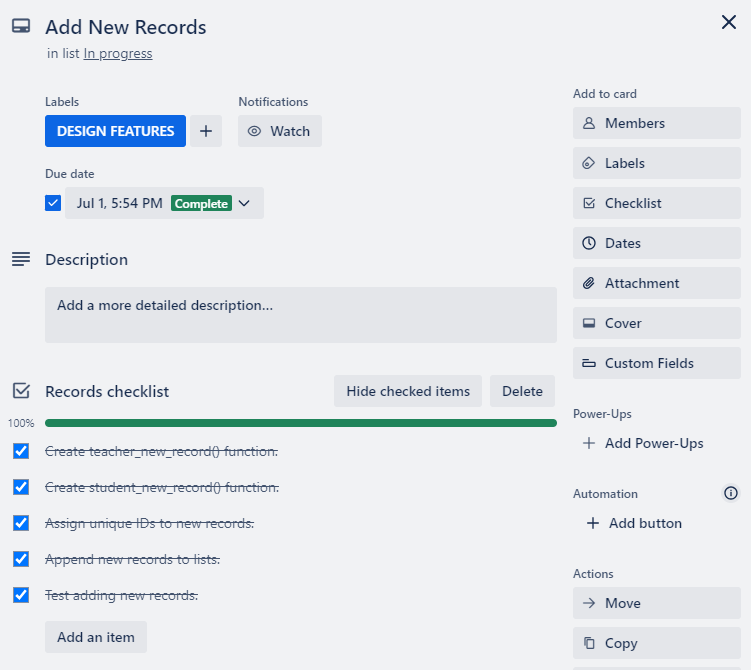 Add New Records
in list In progress
Labels
DESIGN FEATURES
Notifications
Watch
Due date
Jul 1, 5:54 PM Complete
Description
Add a more detailed description...
Records checklist
Hide checked items
Delete
100%
Create teacher_new_record() function.
Create student_new_record() function.
Assign unique IDs to new records.
Append new records to lists.
Test adding new records.
Add an item
Add to card
Members
Labels
Checklist
Dates
Attachment
Cover
Custom Fields
Power-Ups
Add Power-Ups
Automation
Add button
Actions
Move
Copy